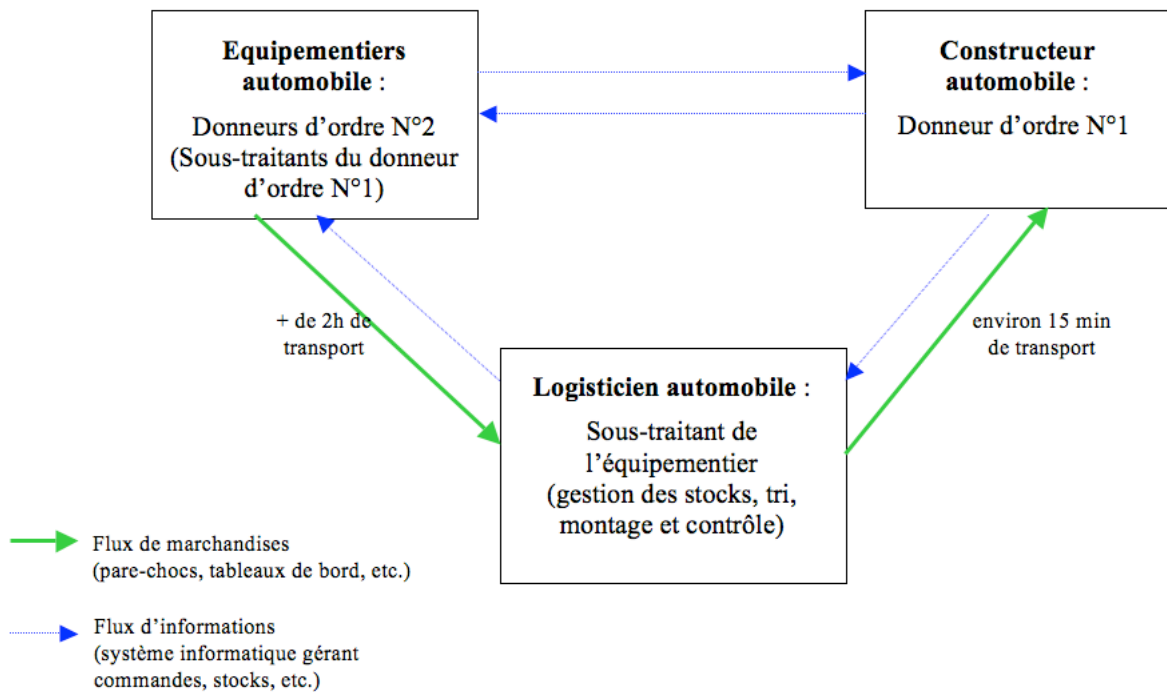 Equipementiers
automobile :
Donneurs d’ordre N°2
(Sous-traitants du donneur
d’ordre N°1)
Constructeur
automobile :
Donneur d’ordre N°1
+ de 2h de
transport
environ 15 min
de transport
Logisticien automobile :
Sous-traitant de
l’équipementier
(gestion des stocks, tri,
montage et contrôle)
Flux de marchandises
(pare-chocs, tableaux de bord, etc.)
Flux d’informations
(système informatique gérant
commandes, stocks, etc.)